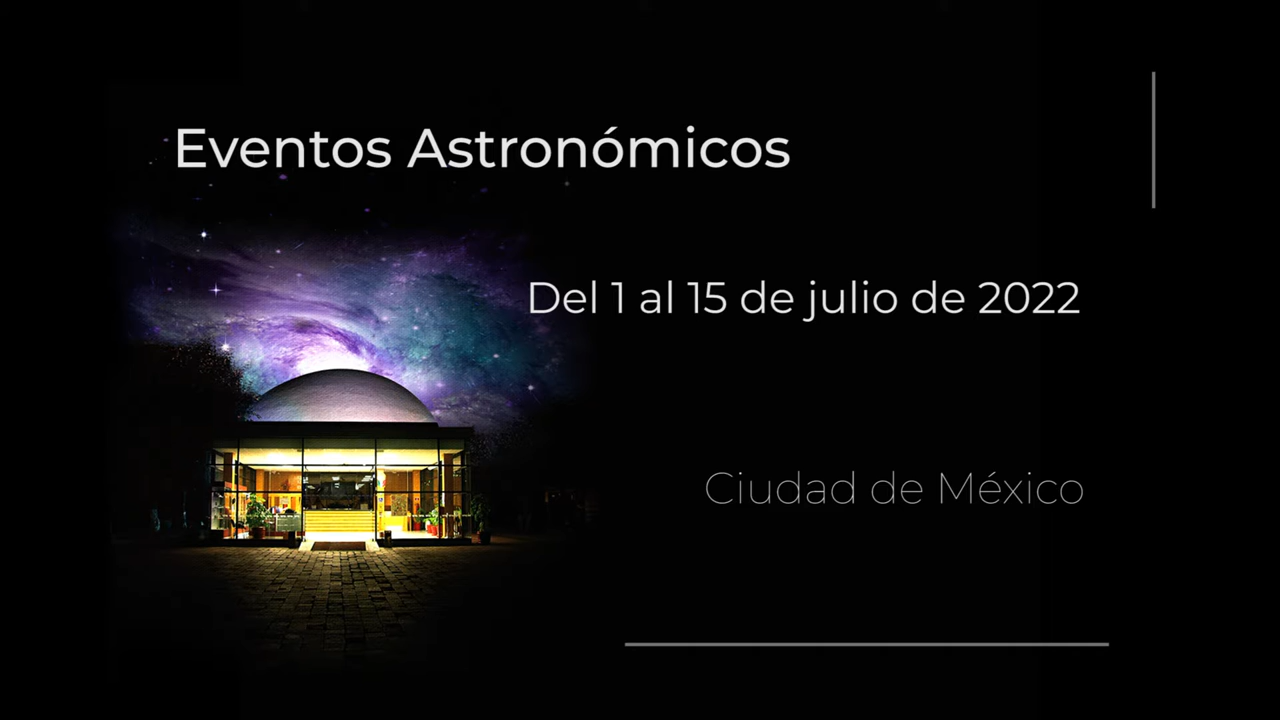 Eventos Astronómicos
Del 1 al 15 de julio de 2022
Ciudad de México